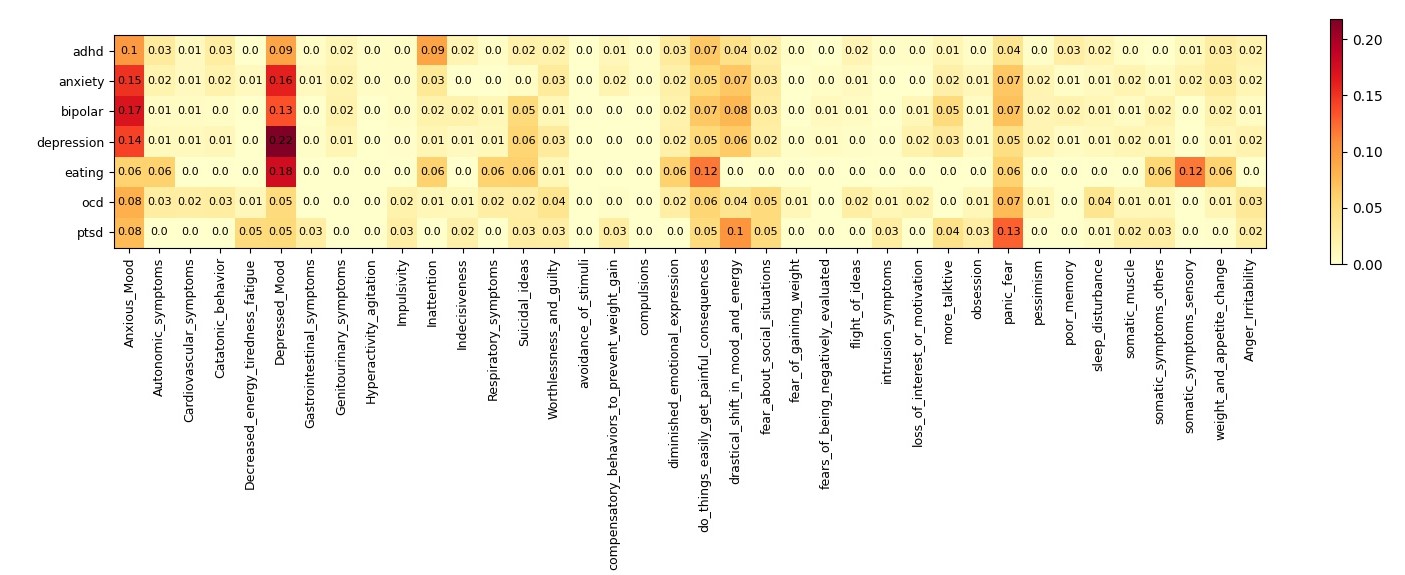 adhd 0.1 0.03 0.01 0.03 0.0 0.09 0.0 0.02 0.0 0.0 0.09 0.02 0.0 0.02 0.02 0.0 0.01 0.0 0.03 0.07 0.04 0.02 0.0 0.0 0.02 0.0 0.0 0.01 0.0 0.04 0.0 0.03 0.02 0.0 0.0 0.01 0.03 0.02
anxiety 0.15 0.02 0.01 0.02 0.01 0.16 0.01 0.02 0.0 0.0 0.03 0.0 0.0 0.0 0.03 0.0 0.02 0.0 0.02 0.05 0.07 0.03 0.0 0.0 0.01 0.0 0.0 0.02 0.01 0.07 0.02 0.01 0.01 0.02 0.01 0.02 0.03 0.02
bipolar 0.17 0.01 0.01 0.0 0.0 0.13 0.0 0.02 0.0 0.0 0.02 0.02 0.01 0.05 0.01 0.0 0.0 0.0 0.02 0.07 0.08 0.03 0.0 0.01 0.01 0.0 0.01 0.05 0.01 0.07 0.02 0.02 0.01 0.01 0.02 0.0 0.02 0.01
depression 0.14 0.01 0.01 0.01 0.0 0.22 0.0 0.01 0.0 0.0 0.01 0.01 0.01 0.06 0.03 0.0 0.0 0.0 0.02 0.05 0.06 0.02 0.0 0.01 0.0 0.0 0.02 0.03 0.01 0.05 0.02 0.01 0.01 0.02 0.01 0.0 0.01 0.02
eating 0.06 0.06 0.0 0.0 0.0 0.18 0.0 0.0 0.0 0.0 0.06 0.0 0.06 0.06 0.01 0.0 0.0 0.0 0.06 0.12 0.0 0.0 0.0 0.0 0.0 0.0 0.0 0.0 0.0 0.06 0.0 0.0 0.0 0.0 0.06 0.12 0.06 0.0
ocd 0.08 0.03 0.02 0.03 0.01 0.05 0.0 0.0 0.0 0.02 0.01 0.01 0.02 0.02 0.04 0.0 0.0 0.0 0.02 0.06 0.04 0.05 0.01 0.0 0.02 0.01 0.02 0.0 0.01 0.07 0.01 0.0 0.04 0.0 0.01 0.0 0.01 0.03
ptsd 0.08 0.0 0.0 0.0 0.05 0.05 0.03 0.0 0.0 0.03 0.0 0.02 0.0 0.03 0.03 0.0 0.03 0.0 0.0 0.05 0.1 0.05 0.0 0.0 0.0 0.03 0.0 0.04 0.03 0.13 0.0 0.0 0.01 0.02 0.03 0.0 0.0 0.02
Anxious_Mood
Autonomic_symptoms
Cardiovascular_symptoms
Catatonic_behavior
Decreased_energy_tiredness_fatigue
Depressed_Mood
Gastrointestinal_symptoms
Genitourinary_symptoms
Hyperactivity_agitation
Impulsivity
Inattention
Indecisiveness
Respiratory_symptoms
Suicidal_ideas
Worthlessness_and_guilty
avoidance_of_stimuli
compensatory_behaviors_to_prevent_weight_gain
compulsions
diminished_emotional_expression
do_things_easily_get_painful_consequences
drastical_shift_in_mood_and_energy
fear_about_social_situations
fear_of_gaining_weight
fears_of_being_negatively_evaluated
flight_of_ideas
intrusion_symptoms
loss_of_interest_or_motivation
more_talktive
obsession
panic_fear
pessimism
poor_memory
sleep_disturbance
somatic_muscle
somatic_symptoms_others
somatic_symptoms_sensory
weight_and_appetite_change
Anger_Irritability
0.20
0.15
0.10
0.05
0.00